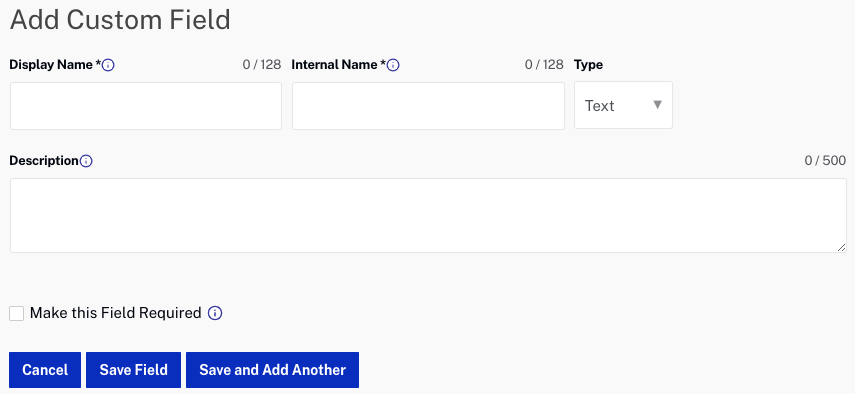 Add Custom Field
Display Name * 0 / 128 Internal Name * 0 / 128 Type
Text
Description 0 / 500
Make this Field Required
Cancel Save Field Save and Add Another